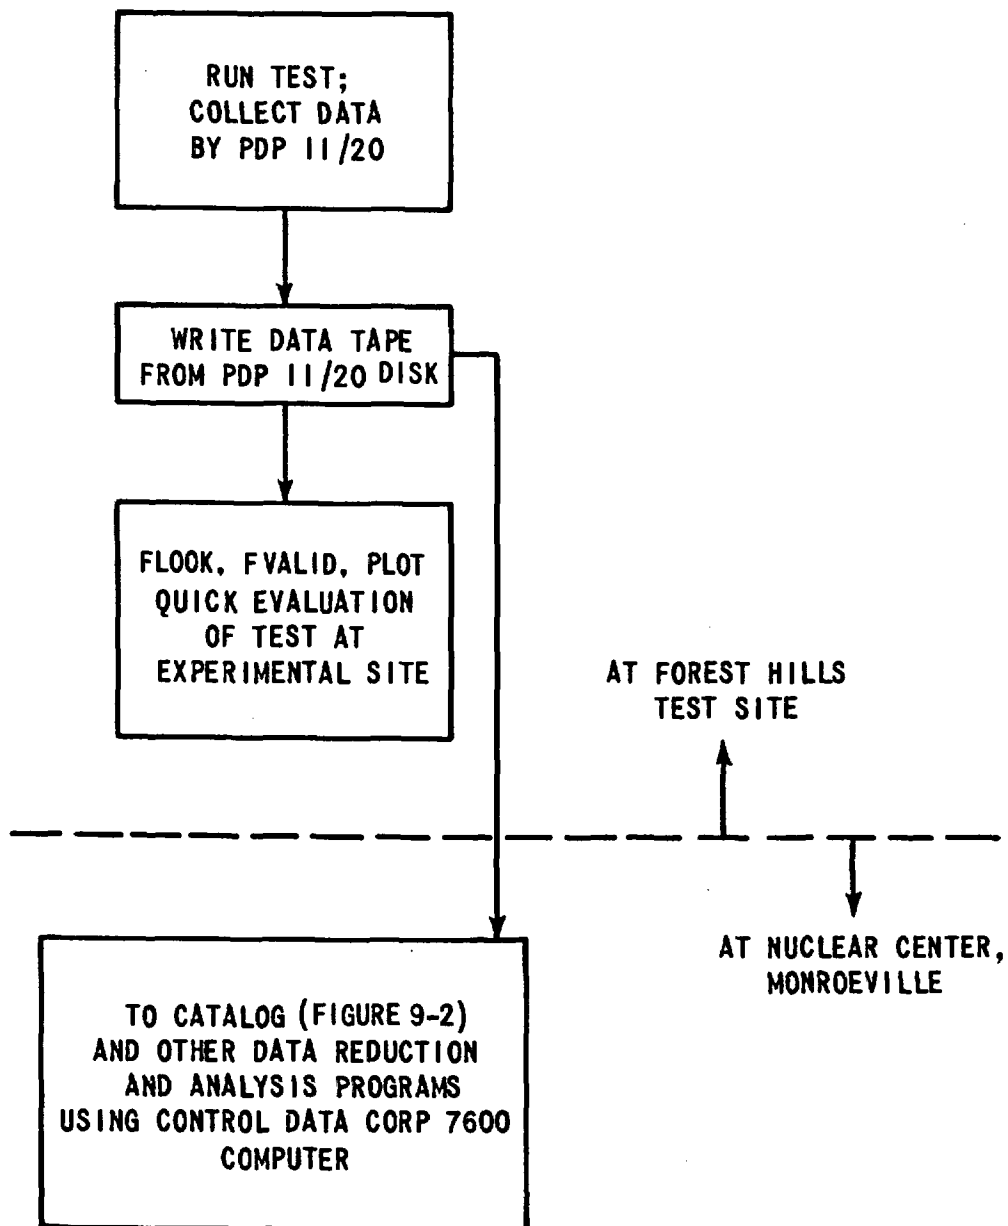 RUN TEST;
COLLECT DATA
BY PDP 11/20
WRITE DATA TAPE
FROM PDP 11/20 DISK
FLOOK, FVALID, PLOT
QUICK EVALUATION
OF TEST AT
EXPERIMENTAL SITE
AT FOREST HILLS
TEST SITE
AT NUCLEAR CENTER,
MONROEVILLE
TO CATALOG (FIGURE 9-2)
AND OTHER DATA REDUCTION
AND ANALYSIS PROGRAMS
USING CONTROL DATA CORP 7600
COMPUTER